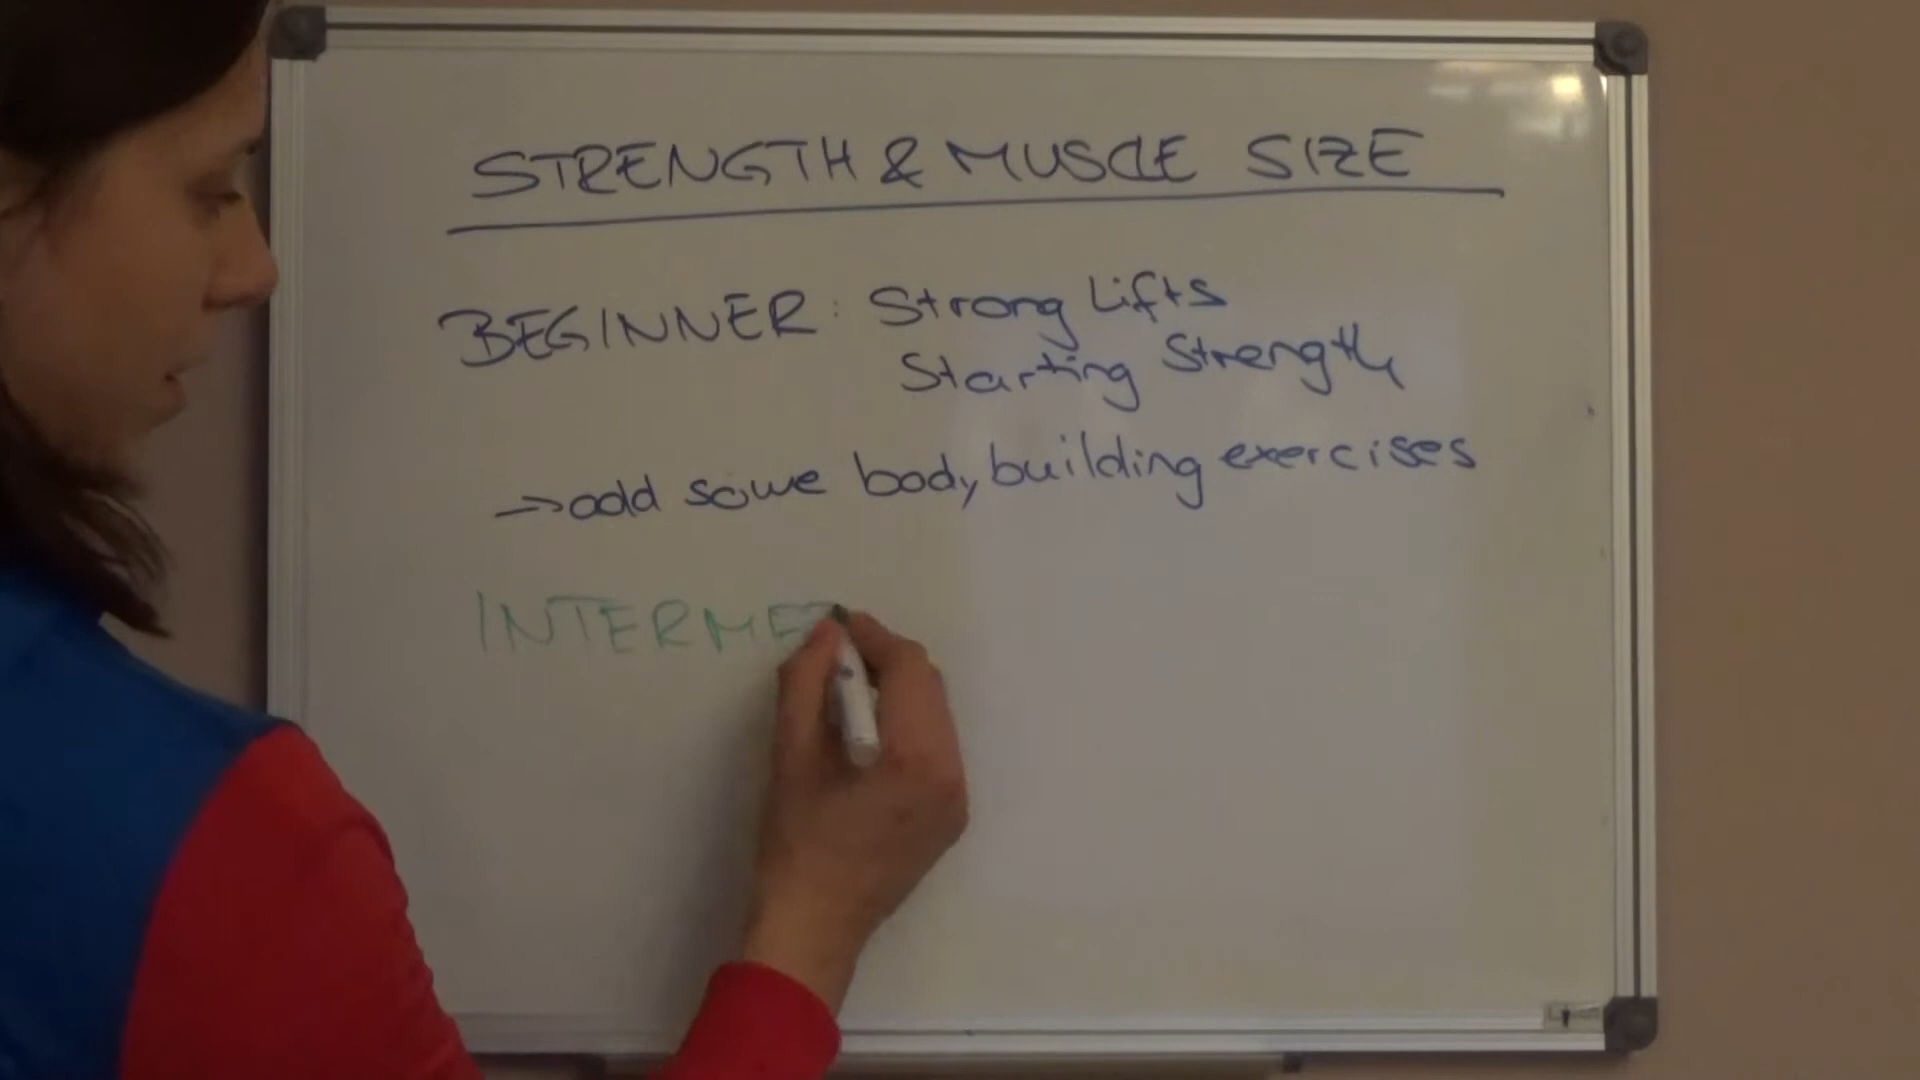 STRENGTH & MUSCLE SIZE
BEGINNER: Strong Lifts
Starting Strength
→ add some body building exercises
INTERME